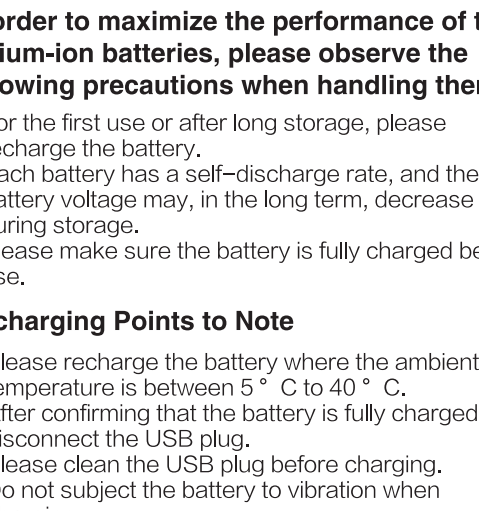 order to maximize the performance of t
ium-ion batteries, please observe the
owing precautions when handling the
or the first use or after long storage, please
echarge the battery.
ach battery has a self-discharge rate, and the
attery voltage may, in the long term, decrease
uring storage.
lease make sure the battery is fully charged be
se.
charging Points to Note
lease recharge the battery where the ambient
emperature is between 5° C to 40° C.
fter confirming that the battery is fully charged
isconnect the USB plug.
lease clean the USB plug before charging.
o not subject the battery to vibration when